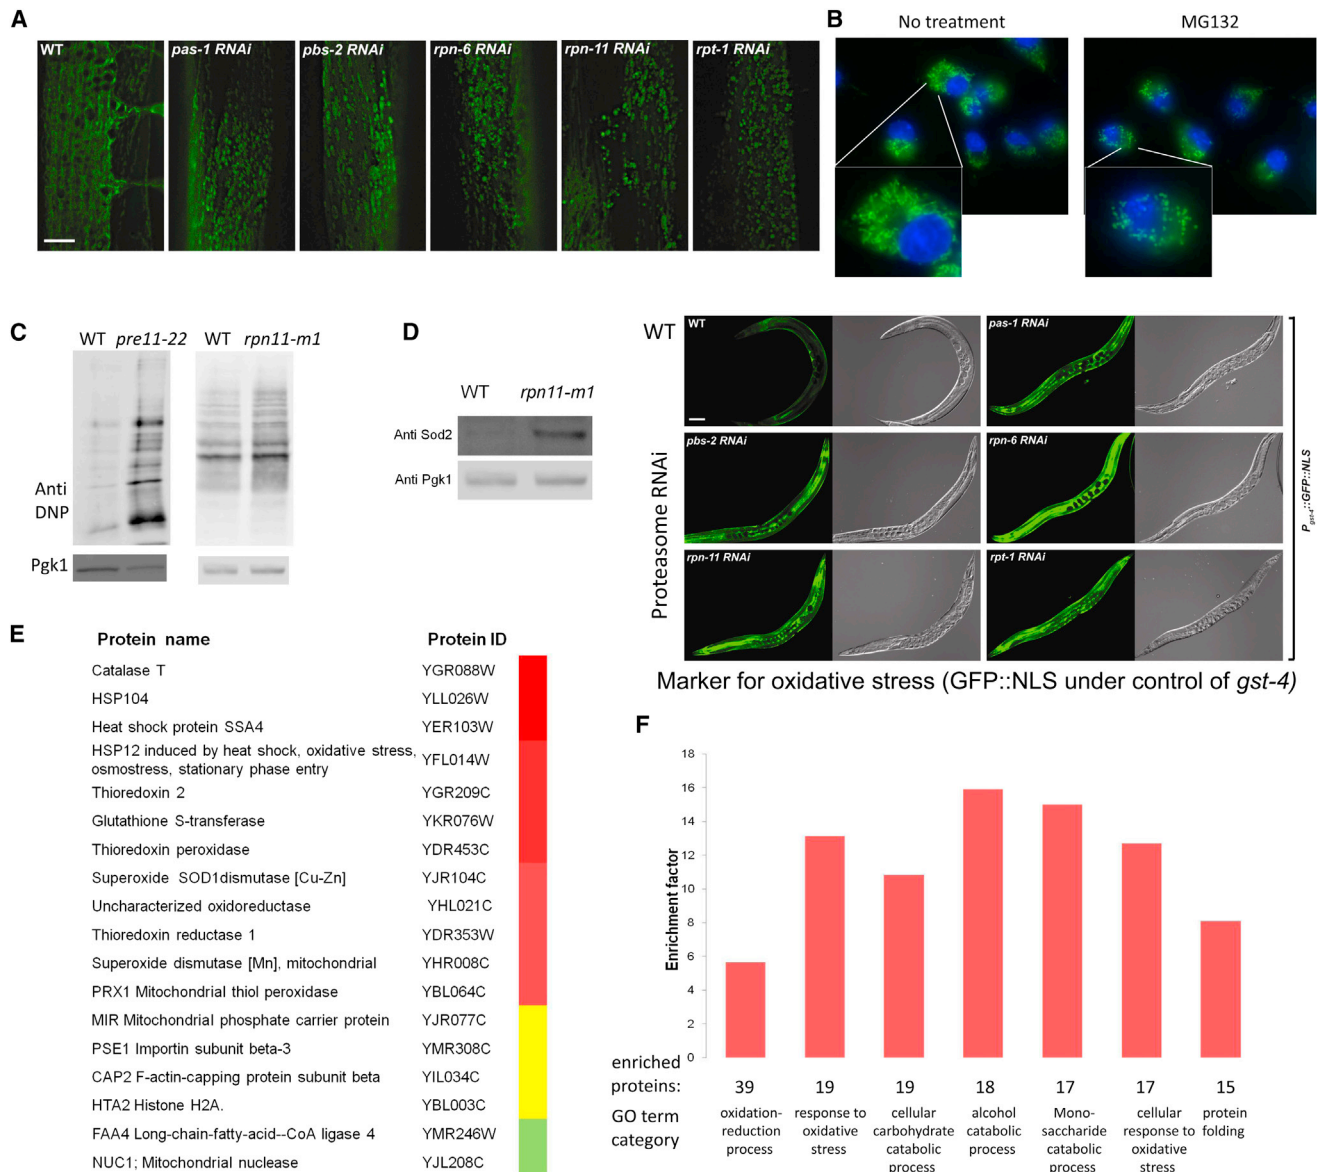 A
WT
pas-1 RNAi
pbs-2 RNAi
rpn-6 RNAi
rpn-11 RNAi
rpt-1 RNAi
B
No treatment
MG132
C
WT pre11-22
WT rpn11-m1
Anti
DNP
Pgk1
D
WT
rpn11-m1
Anti Sod2
Anti Pgk1
WT
Proteasome RNAi
WT
pas-1 RNAi
pbs-2 RNAi
rpn-6 RNAi
rpn-11 RNAi
rpt-1 RNAi
Pgst-4::GFP::NLS
Marker for oxidative stress (GFP::NLS under control of gst-4)
E
Protein name Protein ID
Catalase T YGR088W
HSP104 YLL026W
Heat shock protein SSA4 YER103W
HSP12 induced by heat shock, oxidative stress,
osmostress, stationary phase entry YFL014W
Thioredoxin 2 YGR209C
Glutathione S-transferase YKR076W
Thioredoxin peroxidase YDR453C
Superoxide SOD1dismutase [Cu-Zn] YJR104C
Uncharacterized oxidoreductase YHL021C
Thioredoxin reductase 1 YDR353W
Superoxide dismutase [Mn], mitochondrial YHR008C
PRX1 Mitochondrial thiol peroxidase YBL064C
MIR Mitochondrial phosphate carrier protein YJR077C
PSE1 Importin subunit beta-3 YMR308C
CAP2 F-actin-capping protein subunit beta YIL034C
HTA2 Histone H2A. YBL003C
FAA4 Long-chain-fatty-acid--CoA ligase 4 YMR246W
NUC1; Mitochondrial nuclease YJL208C
F
Enrichment factor
18
16
14
12
10
8
6
4
2
0
enriched
proteins:
39 19 19 18 17 17 15
GO term
category
oxidation-
reduction
process
response to
oxidative
stress
cellular
carbohydrate
catabolic
process
alcohol
catabolic
process
Mono-
saccharide
catabolic
process
cellular
response to
oxidative
stress
protein
folding